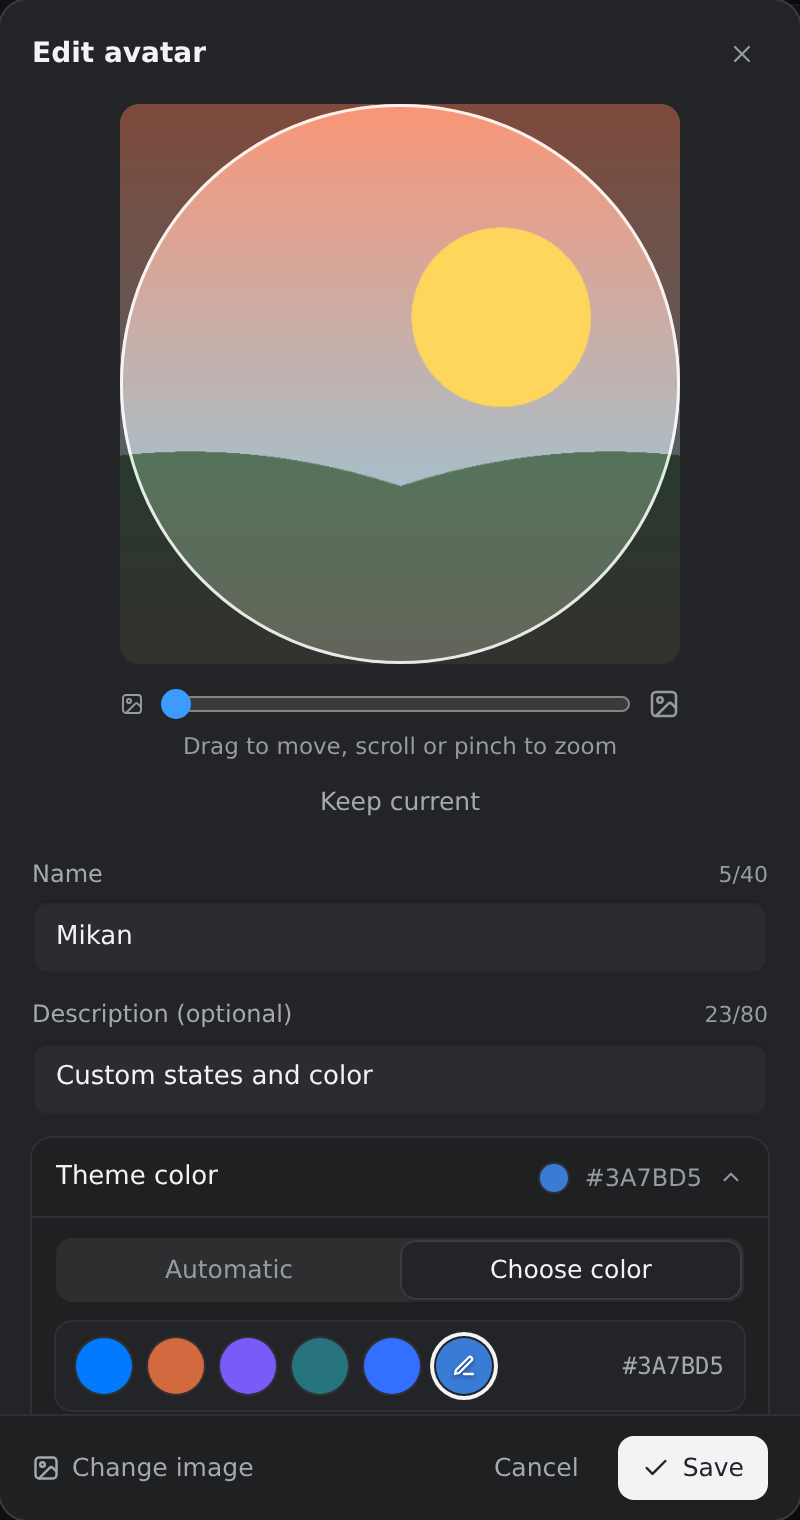 Edit avatar
Drag to move, scroll or pinch to zoom
Keep current
Name 5/40
Mikan
Description (optional) 23/80
Custom states and color
Theme color #3A7BD5
Automatic Choose color
#3A7BD5
Change image Cancel Save